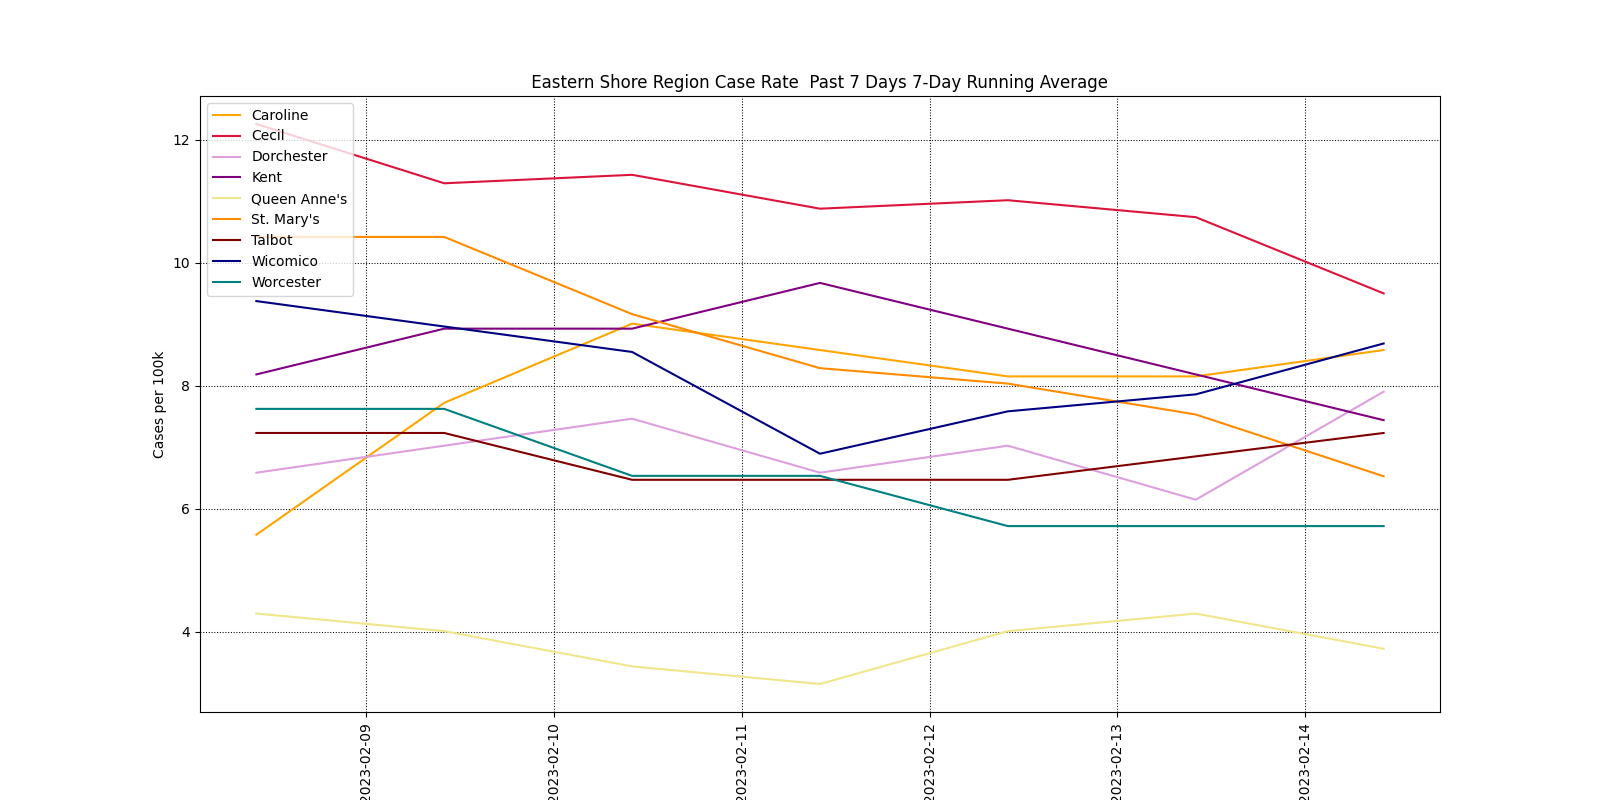 Eastern Shore Region Case Rate  Past 7 Days 7-Day Running Average
Caroline
Cecil
Dorchester
Kent
Queen Anne's
St. Mary's
Talbot
Wicomico
Worcester
Cases per 100k
12
10
8
6
4
2023-02-09
2023-02-10
2023-02-11
2023-02-12
2023-02-13
2023-02-14